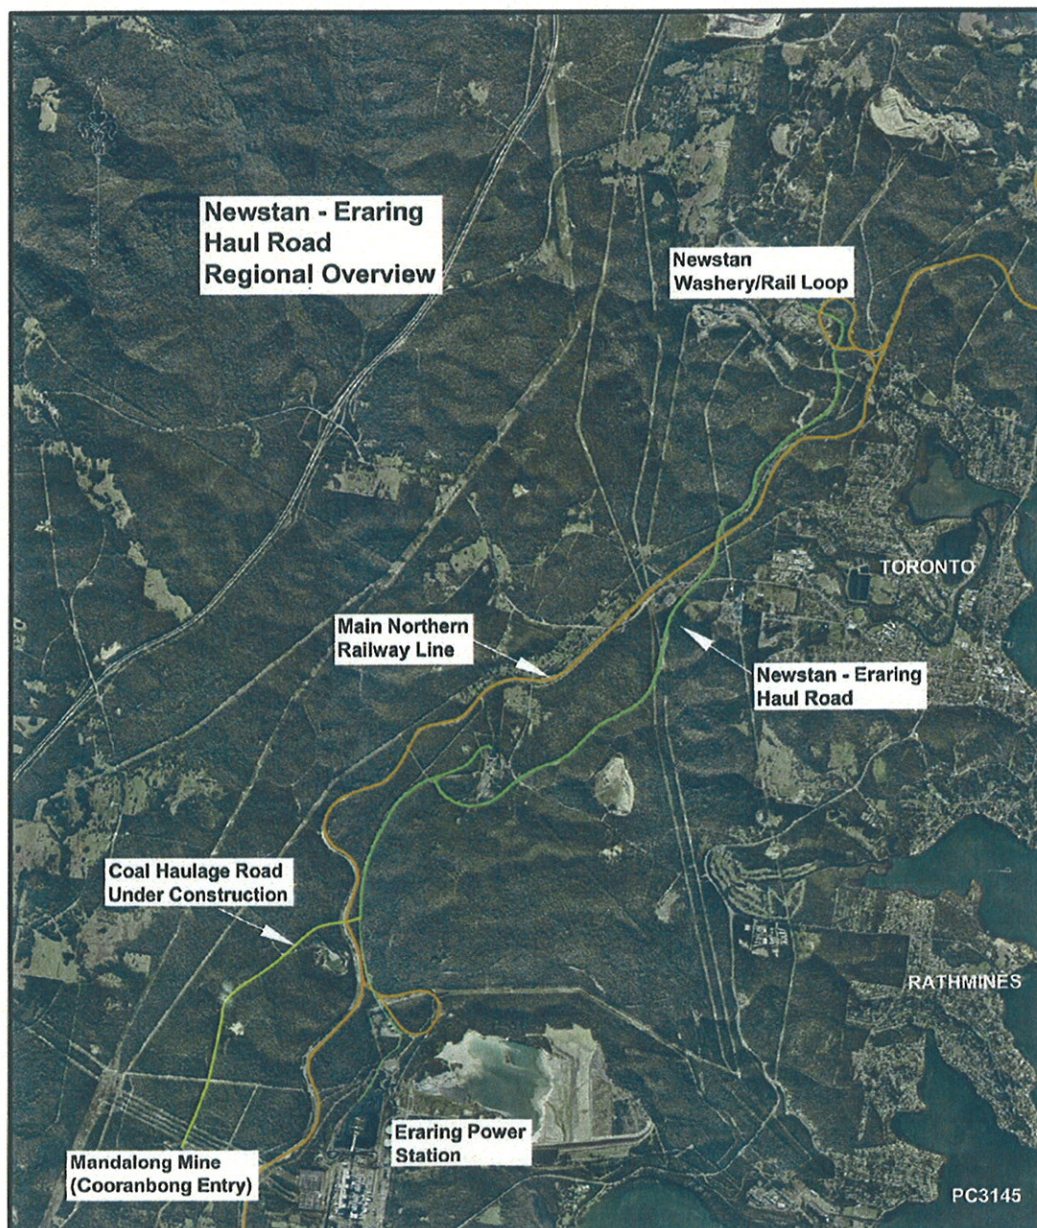 Newstan - Eraring
Haul Road
Regional Overview
Newstan
Washery/Rail Loop
TORONTO
Main Northern
Railway Line
Newstan - Eraring
Haul Road
Coal Haulage Road
Under Construction
RATHMINES
Eraring Power
Station
Mandalong Mine
(Cooranbong Entry)
PC3145